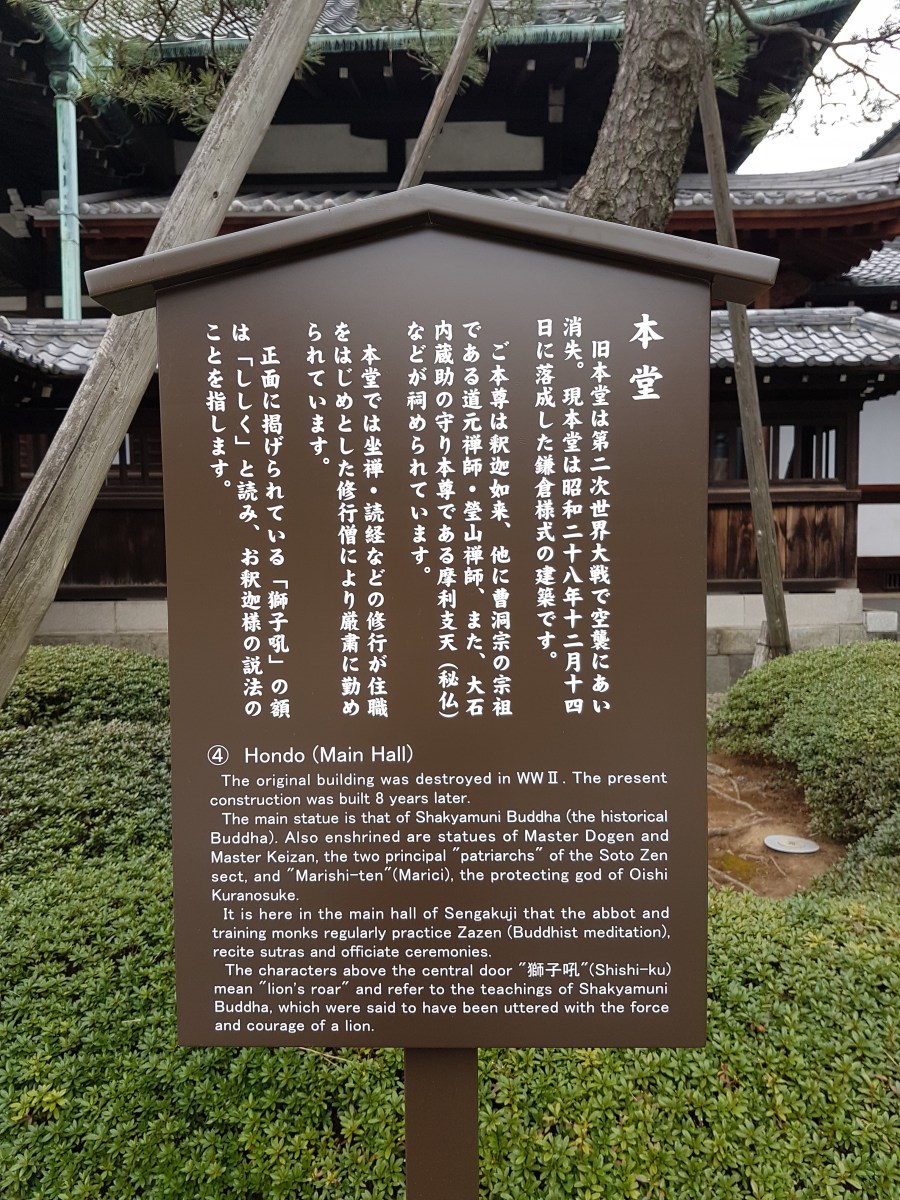 本堂
旧本堂は第二次世界大戦で空襲にあい
消失。現本堂は昭和二十八年十二月十四
日に落成した鎌倉様式の建築です。
ご本尊は釈迦如来、他に曹洞宗の宗祖
である道元禅師・瑩山禅師、また、大石
内蔵助の守り本尊である摩利支天(秘仏)
などが祠められています。
本堂では坐禅・読経などの修行が住職
をはじめとした修行僧により厳粛に勤め
られています。
正面に掲げられている「獅子吼」の額
は「ししく」と読み、お釈迦様の説法の
ことを指します。
④ Hondo (Main Hall)
The original building was destroyed in WWⅡ. The present
construction was built 8 years later.
The main statue is that of Shakyamuni Buddha (the historical
Buddha). Also enshrined are statues of Master Dogen and
Master Keizan, the two principal "patriarchs" of the Soto Zen
sect, and "Marishi-ten"(Marici), the protecting god of Oishi
Kuranosuke.
It is here in the main hall of Sengakuji that the abbot and
training monks regularly practice Zazen (Buddhist meditation),
recite sutras and officiate ceremonies.
The characters above the central door "獅子吼"(Shishi-ku)
mean "lion's roar" and refer to the teachings of Shakyamuni
Buddha, which were said to have been uttered with the force
and courage of a lion.